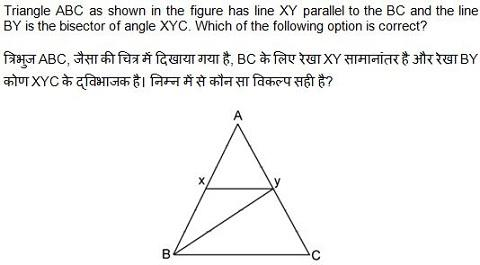 Triangle ABC as shown in the figure has line XY parallel to the BC and the line
BY is the bisector of angle XYC. Which of the following option is correct?
त्रिभुज ABC, जैसा की चित्र में दिखाया गया है, BC के लिए रेखा XY सामानांतर है और रेखा BY
कोण XYC के द्विभाजक है। निम्न में से कौन सा विकल्प सही है?
A
x y
B C